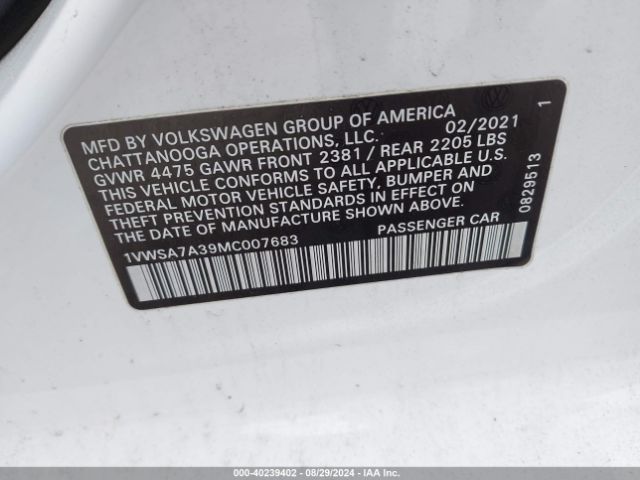 MFD BY VOLKSWAGEN GROUP OF AMERICA
CHATTANOOGA OPERATIONS, LLC. 02/2021 1
GVWR 4475 GAWR FRONT 2381 / REAR 2205 LBS
THIS VEHICLE CONFORMS TO ALL APPLICABLE U.S.
FEDERAL MOTOR VEHICLE SAFETY, BUMPER AND
THEFT PREVENTION STANDARDS IN EFFECT ON
THE DATE OF MANUFACTURE SHOWN ABOVE.
1VWSA7A39MC007683 PASSENGER CAR
0829513
000-40239402 - 08/29/2024 - IAAI